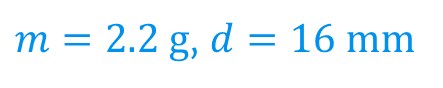 m = 2.2 g, d = 16 mm